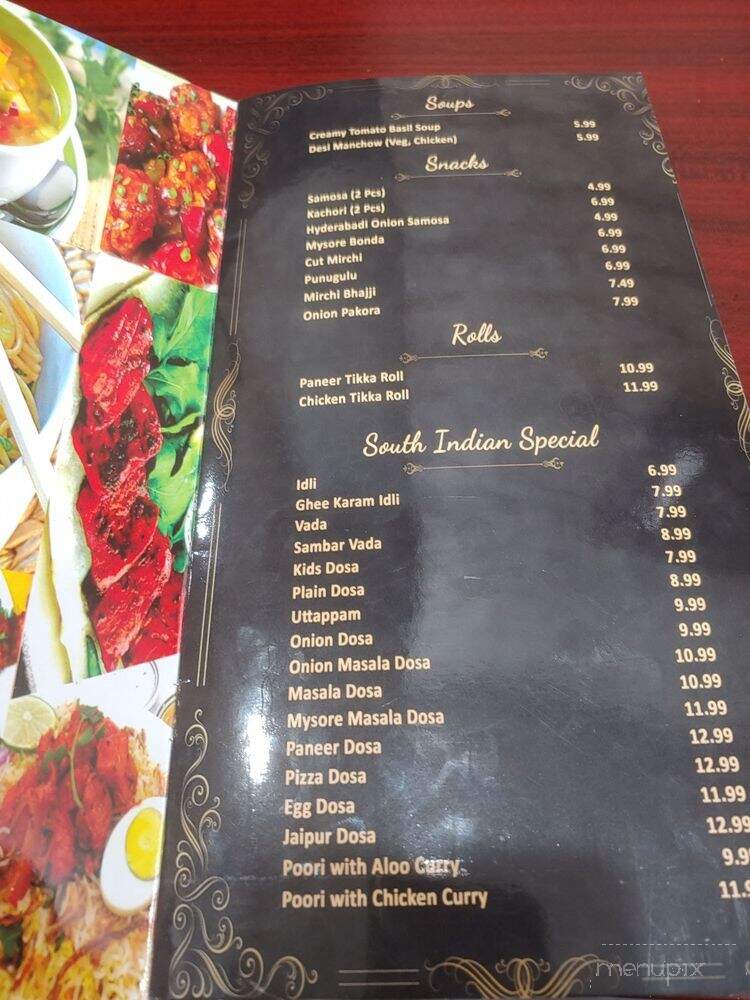 Soups
Creamy Tomato Basil Soup 5.99
Desi Manchow (Veg, Chicken) 5.99
Snacks
Samosa (2 Pcs) 4.99
Kachori (2 Pcs) 6.99
Hyderabadi Onion Samosa 4.99
Mysore Bonda 6.99
Cut Mirchi 6.99
Punugulu 6.99
Mirchi Bhajji 7.49
Onion Pakora 7.99
Rolls
Paneer Tikka Roll 10.99
Chicken Tikka Roll 11.99
South Indian Special
Idli 6.99
Ghee Karam Idli 7.99
Vada 7.99
Sambar Vada 8.99
Kids Dosa 7.99
Plain Dosa 8.99
Uttappam 9.99
Onion Dosa 9.99
Onion Masala Dosa 10.99
Masala Dosa 10.99
Mysore Masala Dosa 11.99
Paneer Dosa 12.99
Pizza Dosa 12.99
Egg Dosa 11.99
Jaipur Dosa 12.99
Poori with Aloo Curry 9.9
Poori with Chicken Curry 11.9
menupix